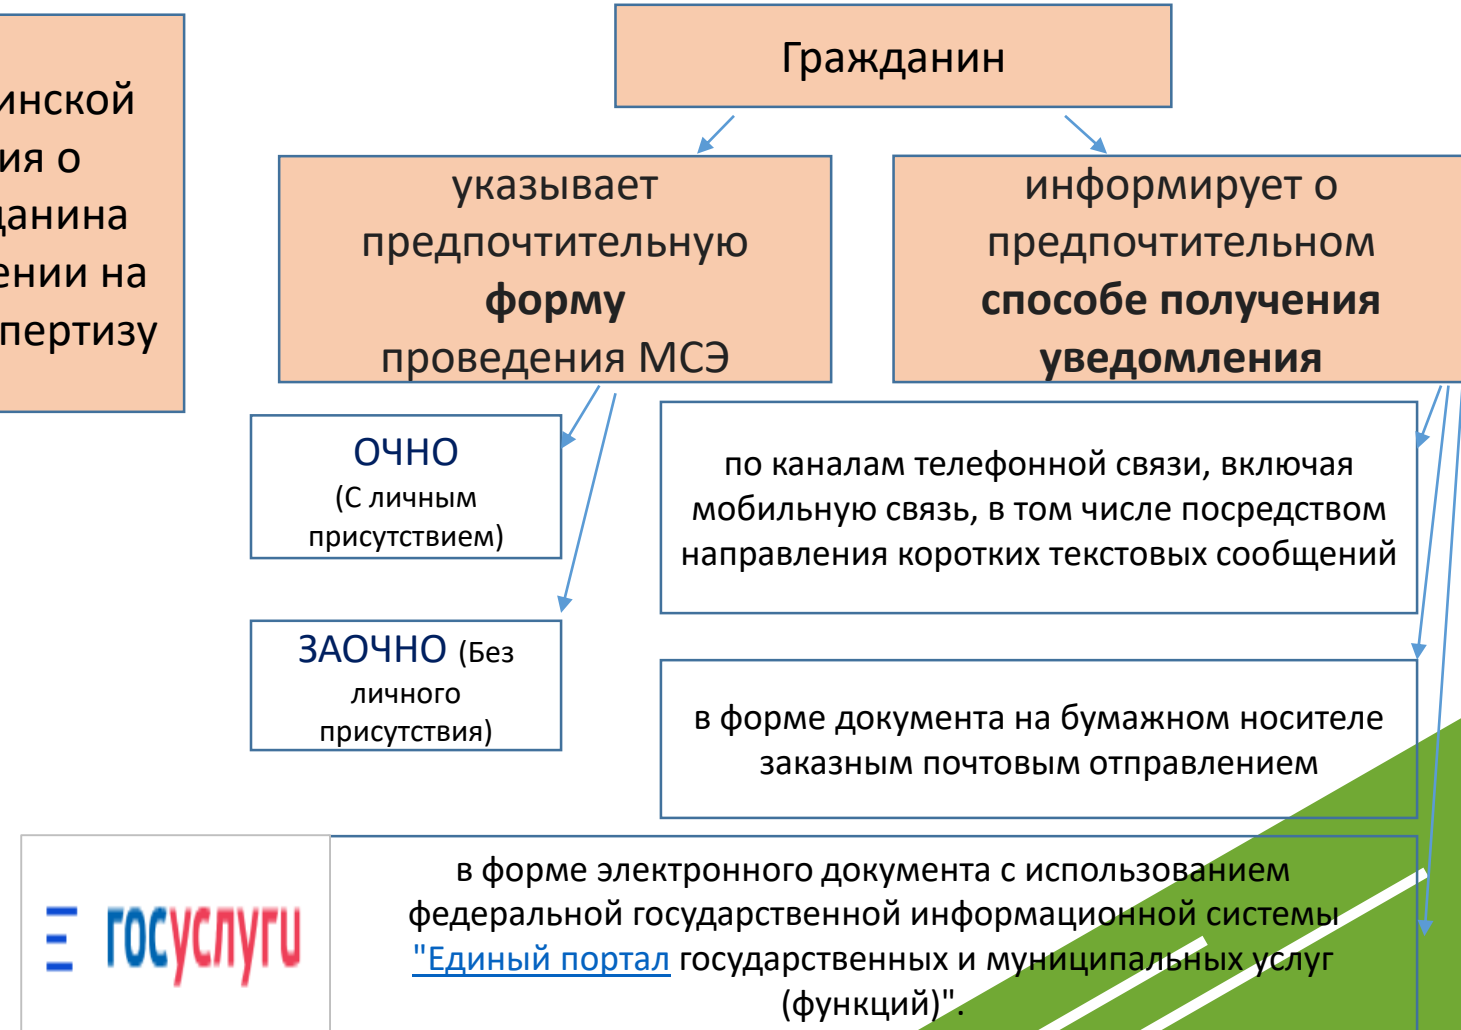 инской
ия о
данина
ении на
спертизу
Гражданин
указывает
предпочтительную
форму
проведения МСЭ
информирует о
предпочтительном
способе получения
уведомления
ОЧНО
(С личным
присутствием)
ЗАОЧНО (Без
личного
присутствия)
по каналам телефонной связи, включая
мобильную связь, в том числе посредством
направления коротких текстовых сообщений
в форме документа на бумажном носителе
заказным почтовым отправлением
госуслуги
в форме электронного документа с использованием
федеральной государственной информационной системы
"Единый портал государственных и муниципальных услуг
(функций)".